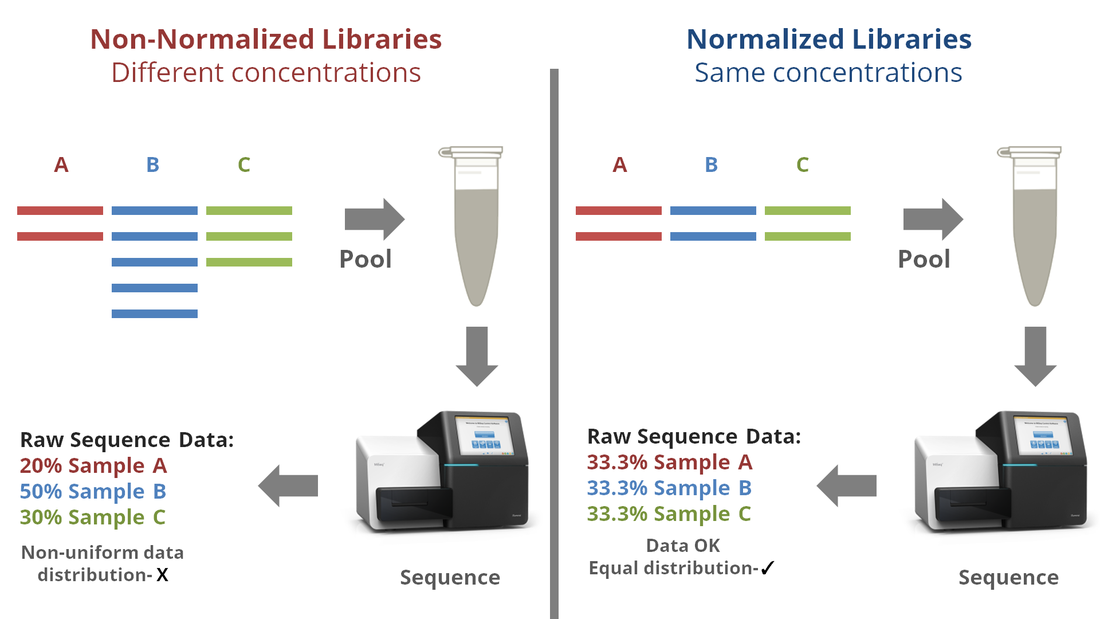 Non-Normalized Libraries
Different concentrations
A B C
Pool
Raw Sequence Data:
20% Sample A
50% Sample B
30% Sample C
Non-uniform data
distribution- X
Sequence
Normalized Libraries
Same concentrations
A B C
Pool
Raw Sequence Data:
33.3% Sample A
33.3% Sample B
33.3% Sample C
Data OK
Equal distribution-✓
Sequence